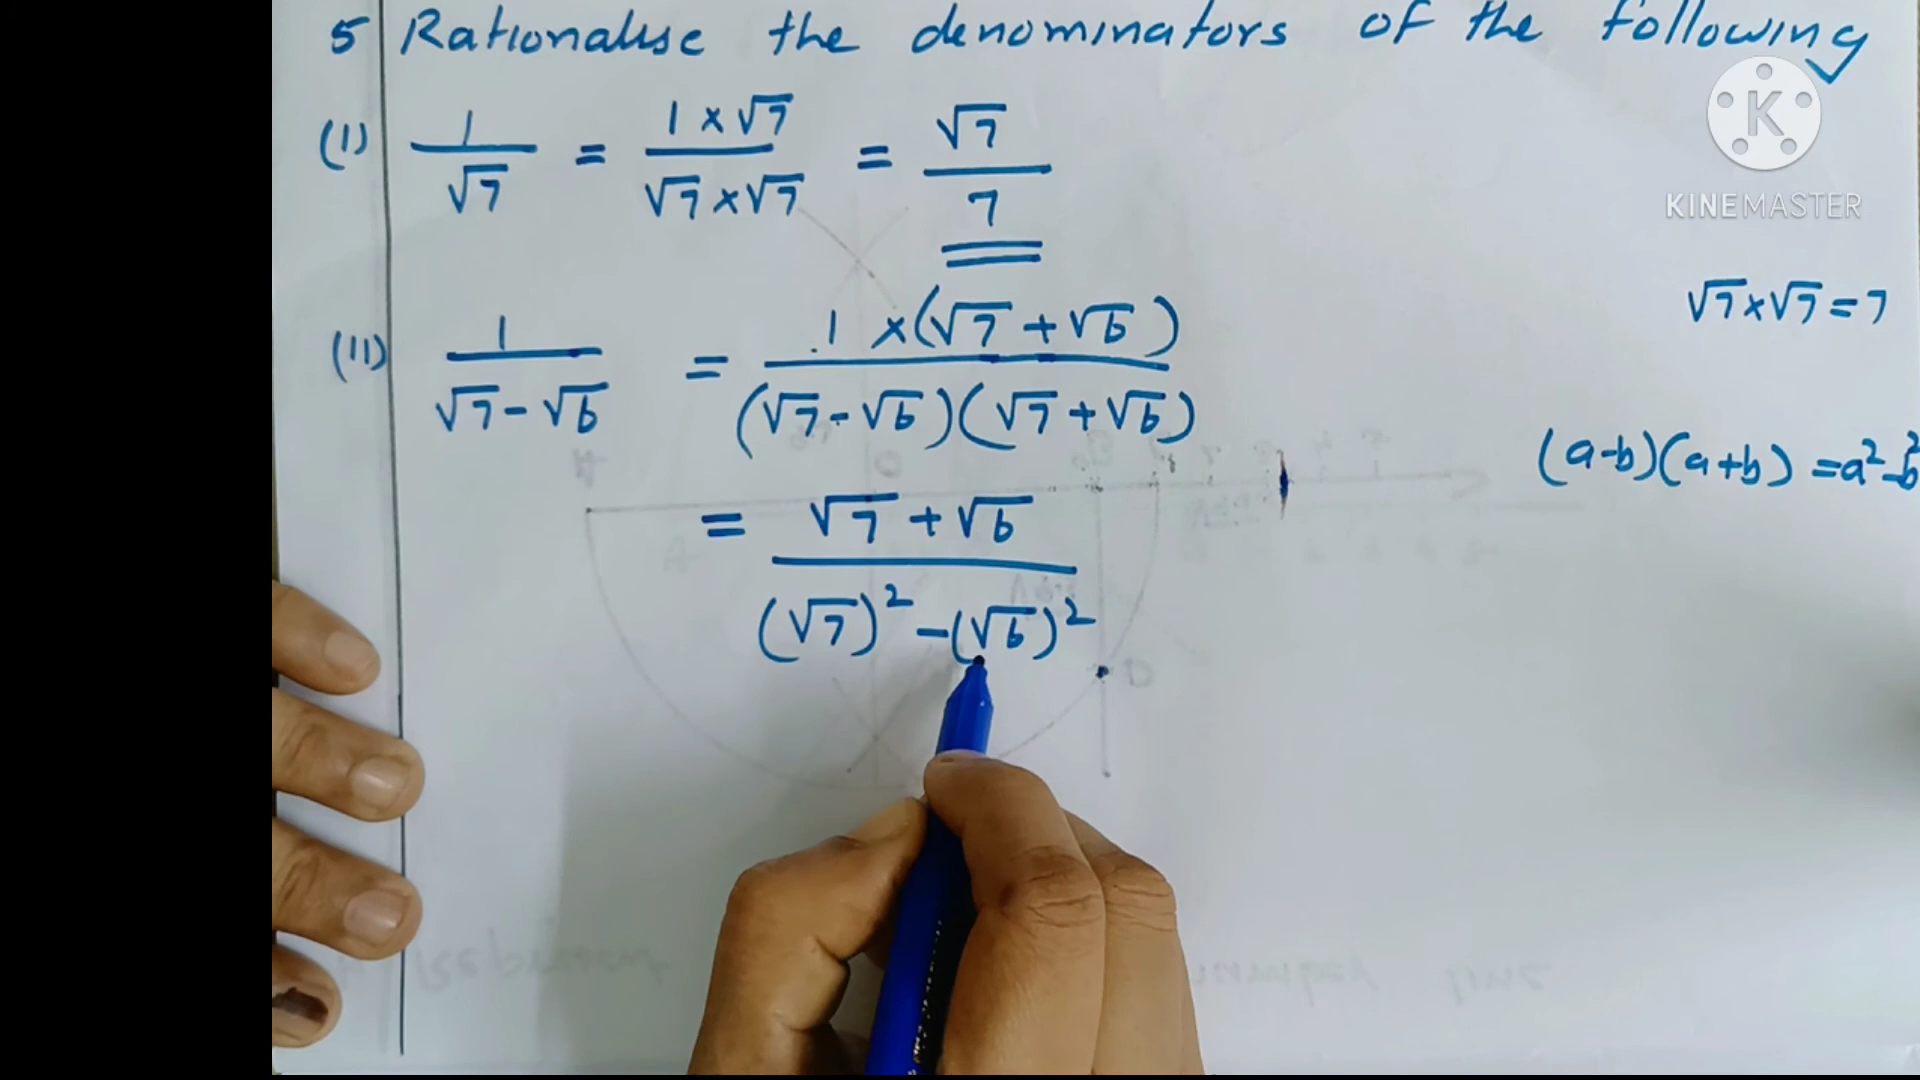 5 Rationalise the denominators of the following
(I) 1/√7 = 1×√7/√7×√7 = √7/7
KINEMASTER
√7×√7=7
(II) 1/√7-√6 = 1×(√7+√6)/(√7-√6)(√7+√6)
(a-b)(a+b) =a²-b²
= √7+√6/(√7)²-(√6)²